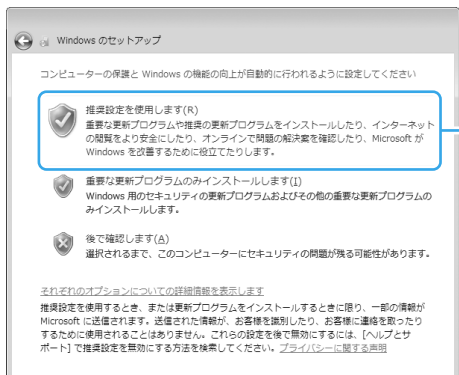 Windows のセットアップ
コンピューターの保護と Windows の機能の向上が自動的に行われるように設定してください
推奨設定を使用します(R)
重要な更新プログラムや推奨の更新プログラムをインストールしたり、インターネット
の閲覧をより安全にしたり、オンラインで問題の解決策を確認したり、Microsoft が
Windows を改善するために役立てたりします。
重要な更新プログラムのみインストールします(I)
Windows 用のセキュリティの更新プログラムおよびその他の重要な更新プログラムの
みインストールします。
後で確認します(A)
選択されるまで、このコンピューターにセキュリティの問題が残る可能性があります。
それぞれのオプションについての詳細情報を表示します
推奨設定を使用するとき、または更新プログラムをインストールするときに限り、一部の情報が
Microsoft に送信されます。送信された情報が、お客様を識別したり、お客様に連絡を取ったり
するために使用されることはありません。これらの設定を後で無効にするには、[ヘルプとサ
ポート] で推奨設定を無効にする方法を検索してください。プライバシーに関する声明